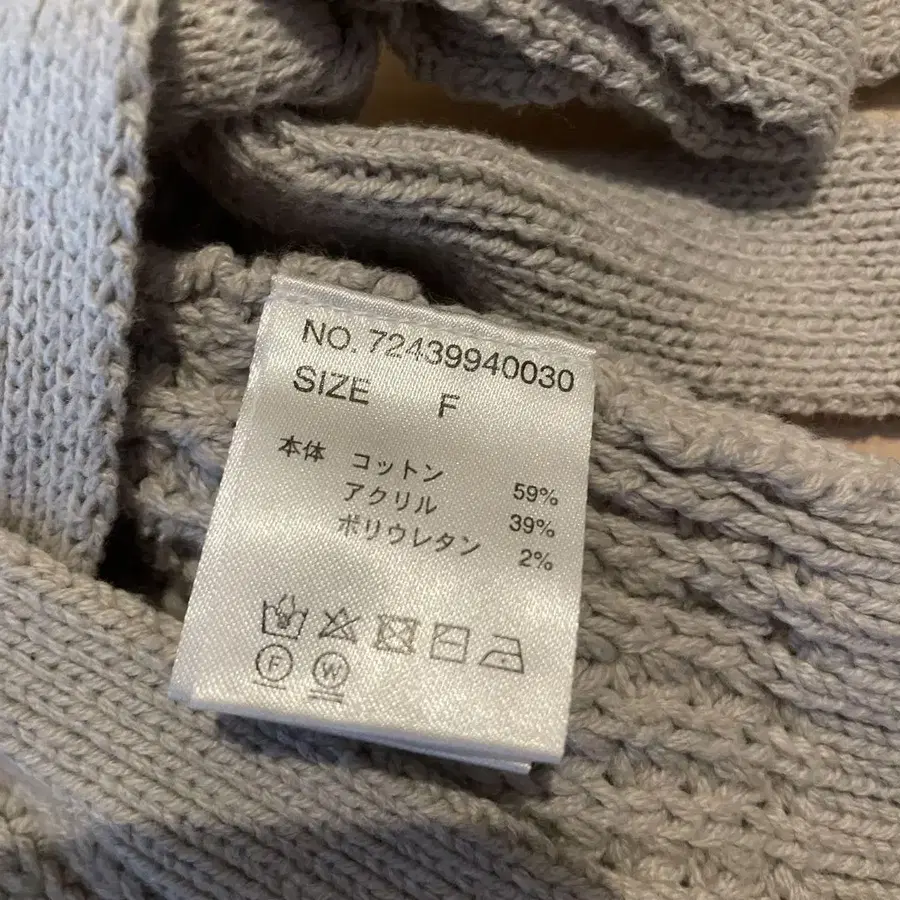 NO. 72439940030
SIZE F
本体 コットン 59%
アクリル 39%
ポリウレタン 2%
F W